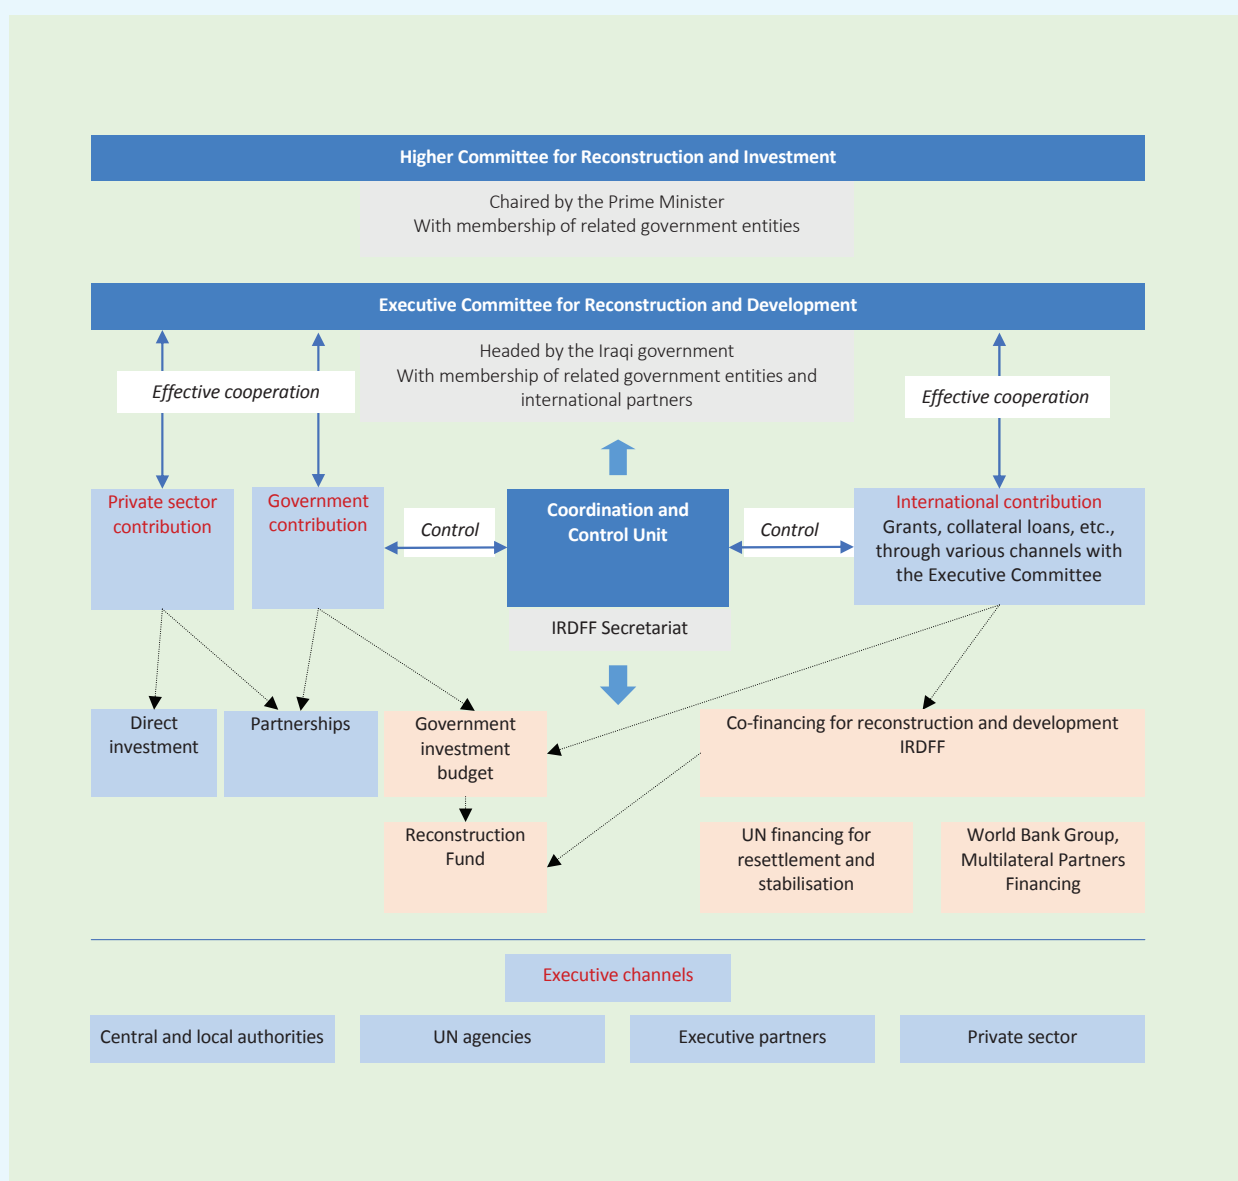 Higher Committee for Reconstruction and Investment
Chaired by the Prime Minister
With membership of related government entities
Executive Committee for Reconstruction and Development
Headed by the Iraqi government
With membership of related government entities and
international partners
Effective cooperation
Effective cooperation
Private sector
contribution
Government
contribution
Control
Coordination and
Control Unit
Control
International contribution
Grants, collateral loans, etc.,
through various channels with
the Executive Committee
IRDFF Secretariat
Direct
investment
Partnerships
Government
investment
budget
Co-financing for reconstruction and development
IRDFF
Reconstruction
Fund
UN financing for
resettlement and
stabilisation
World Bank Group,
Multilateral Partners
Financing
Executive channels
Central and local authorities
UN agencies
Executive partners
Private sector